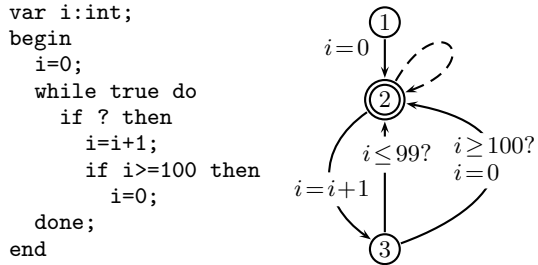 var i:int;
begin
  i=0;
  while true do
    if ? then
      i=i+1;
      if i>=100 then
        i=0;
  done;
end
1
i=0
2
i≤99?
i≥100?
i=0
i=i+1
3